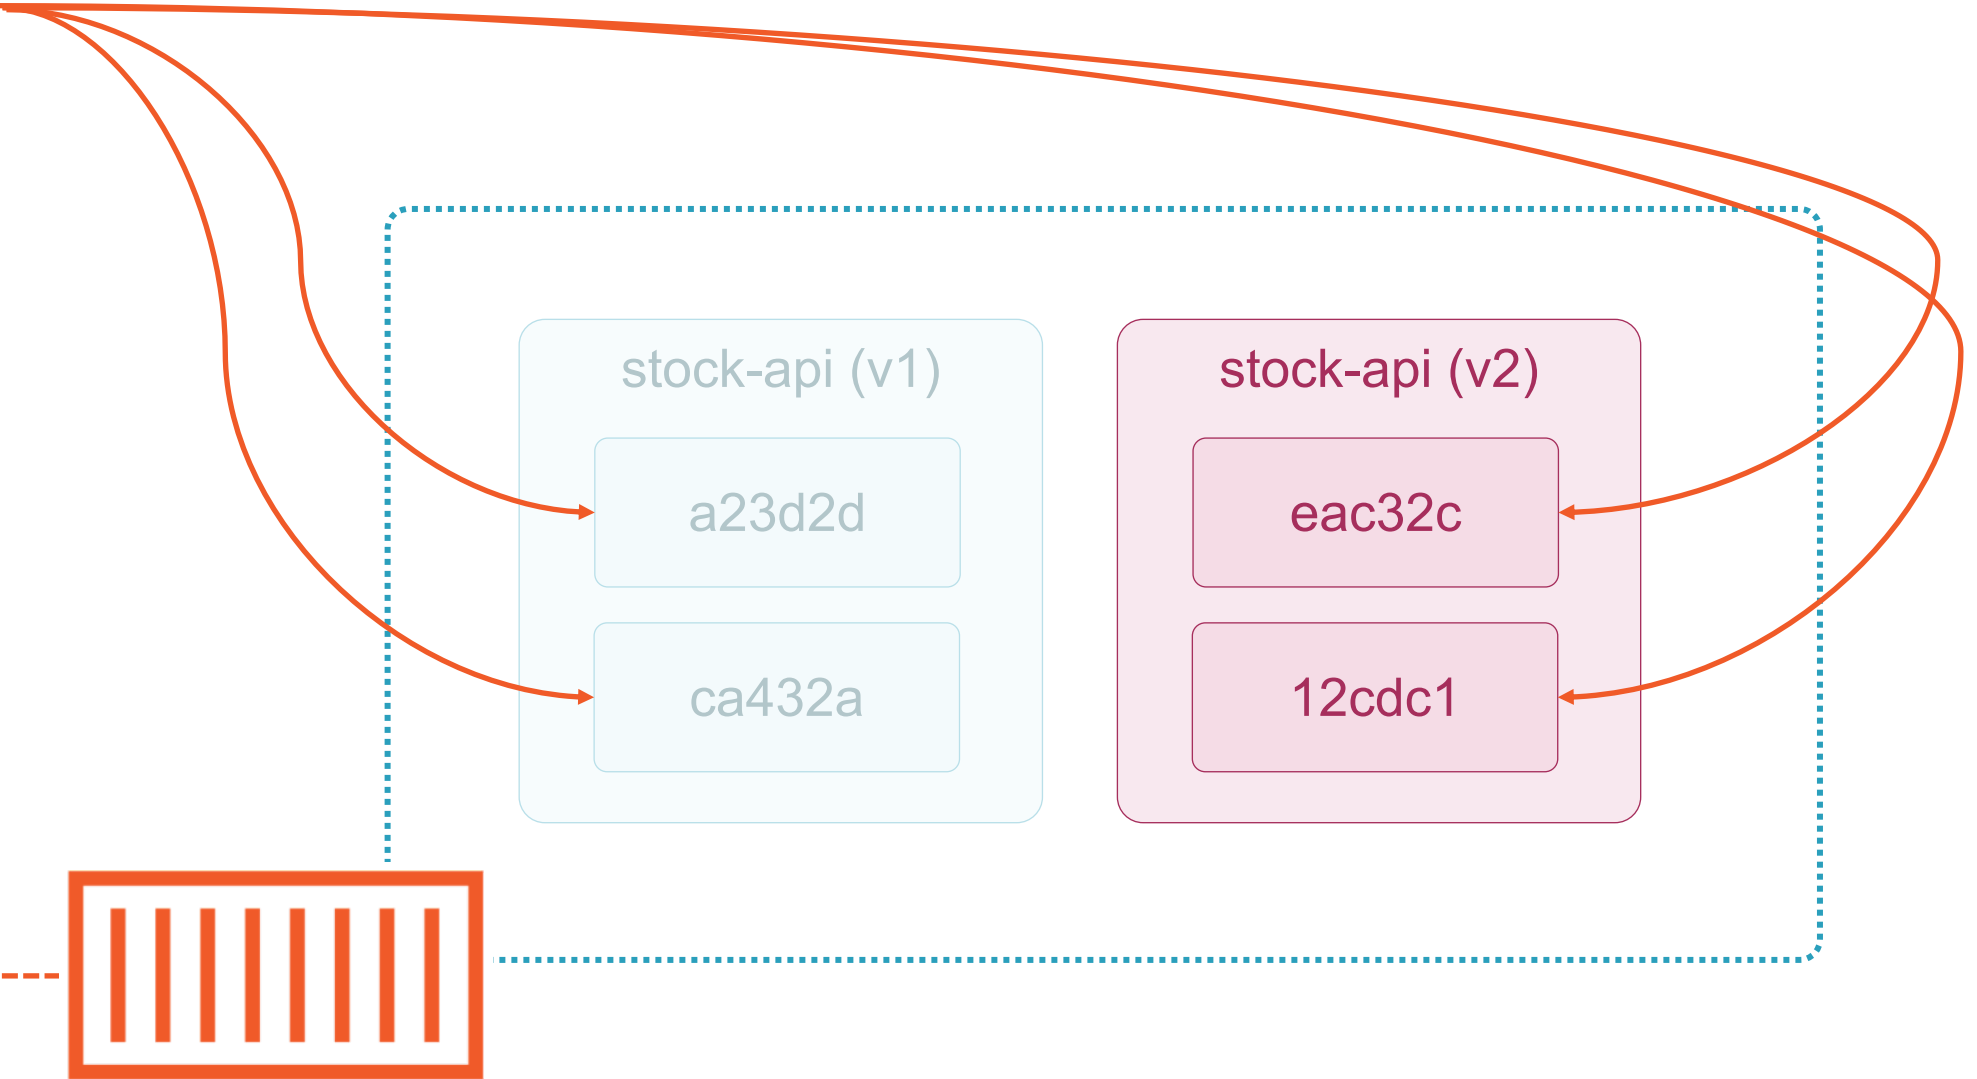 stock-api (v1)
a23d2d
ca432a
stock-api (v2)
eac32c
12cdc1